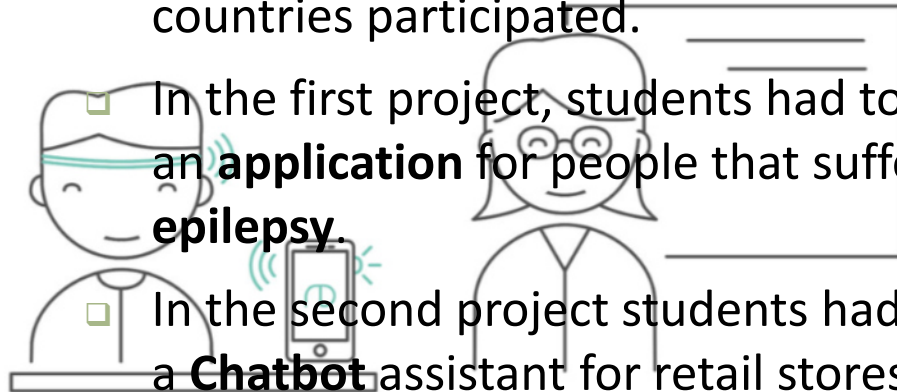 countries participated.
In the first project, students had to
an application for people that suff
epilepsy.
In the second project students had
a Chatbot assistant for retail stores